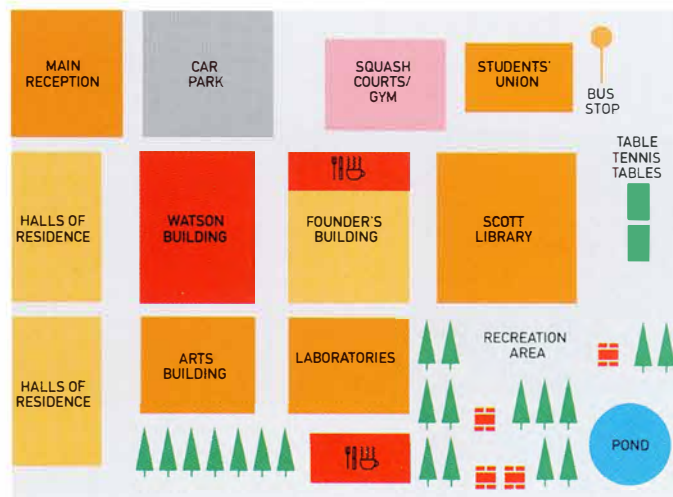 MAIN
RECEPTION
CAR
PARK
SQUASH
COURTS/
GYM
STUDENTS'
UNION
BUS
STOP
TABLE
TENNIS
TABLES
HALLS OF
RESIDENCE
WATSON
BUILDING
FOUNDER'S
BUILDING
SCOTT
LIBRARY
HALLS OF
RESIDENCE
ARTS
BUILDING
LABORATORIES
RECREATION
AREA
POND